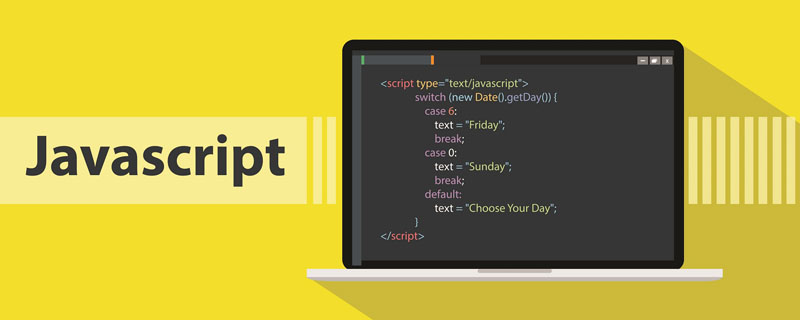 Javascript
<script type="text/javascript">
switch (new Date().getDay()) {
case 6:
text = "Friday";
break;
case 0:
text = "Sunday";
break;
default:
text = "Choose Your Day";
}
</script>